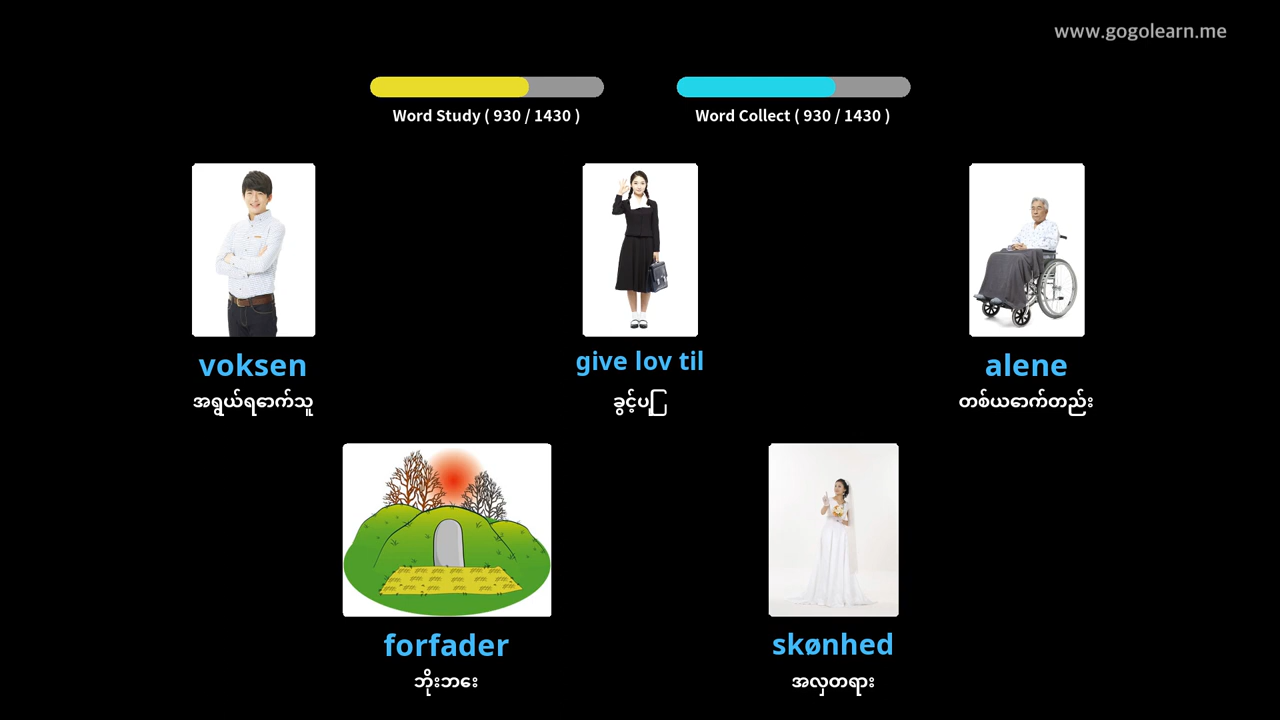 www.gogolearn.me
Word Study ( 930 / 1430 )
Word Collect ( 930 / 1430 )
voksen
အရွယ်ရောက်သူ
give lov til
ခွင့်ပြု
alene
တစ်ယောက်တည်း
forfader
ဘိုးဘေး
skønhed
အလှတရား